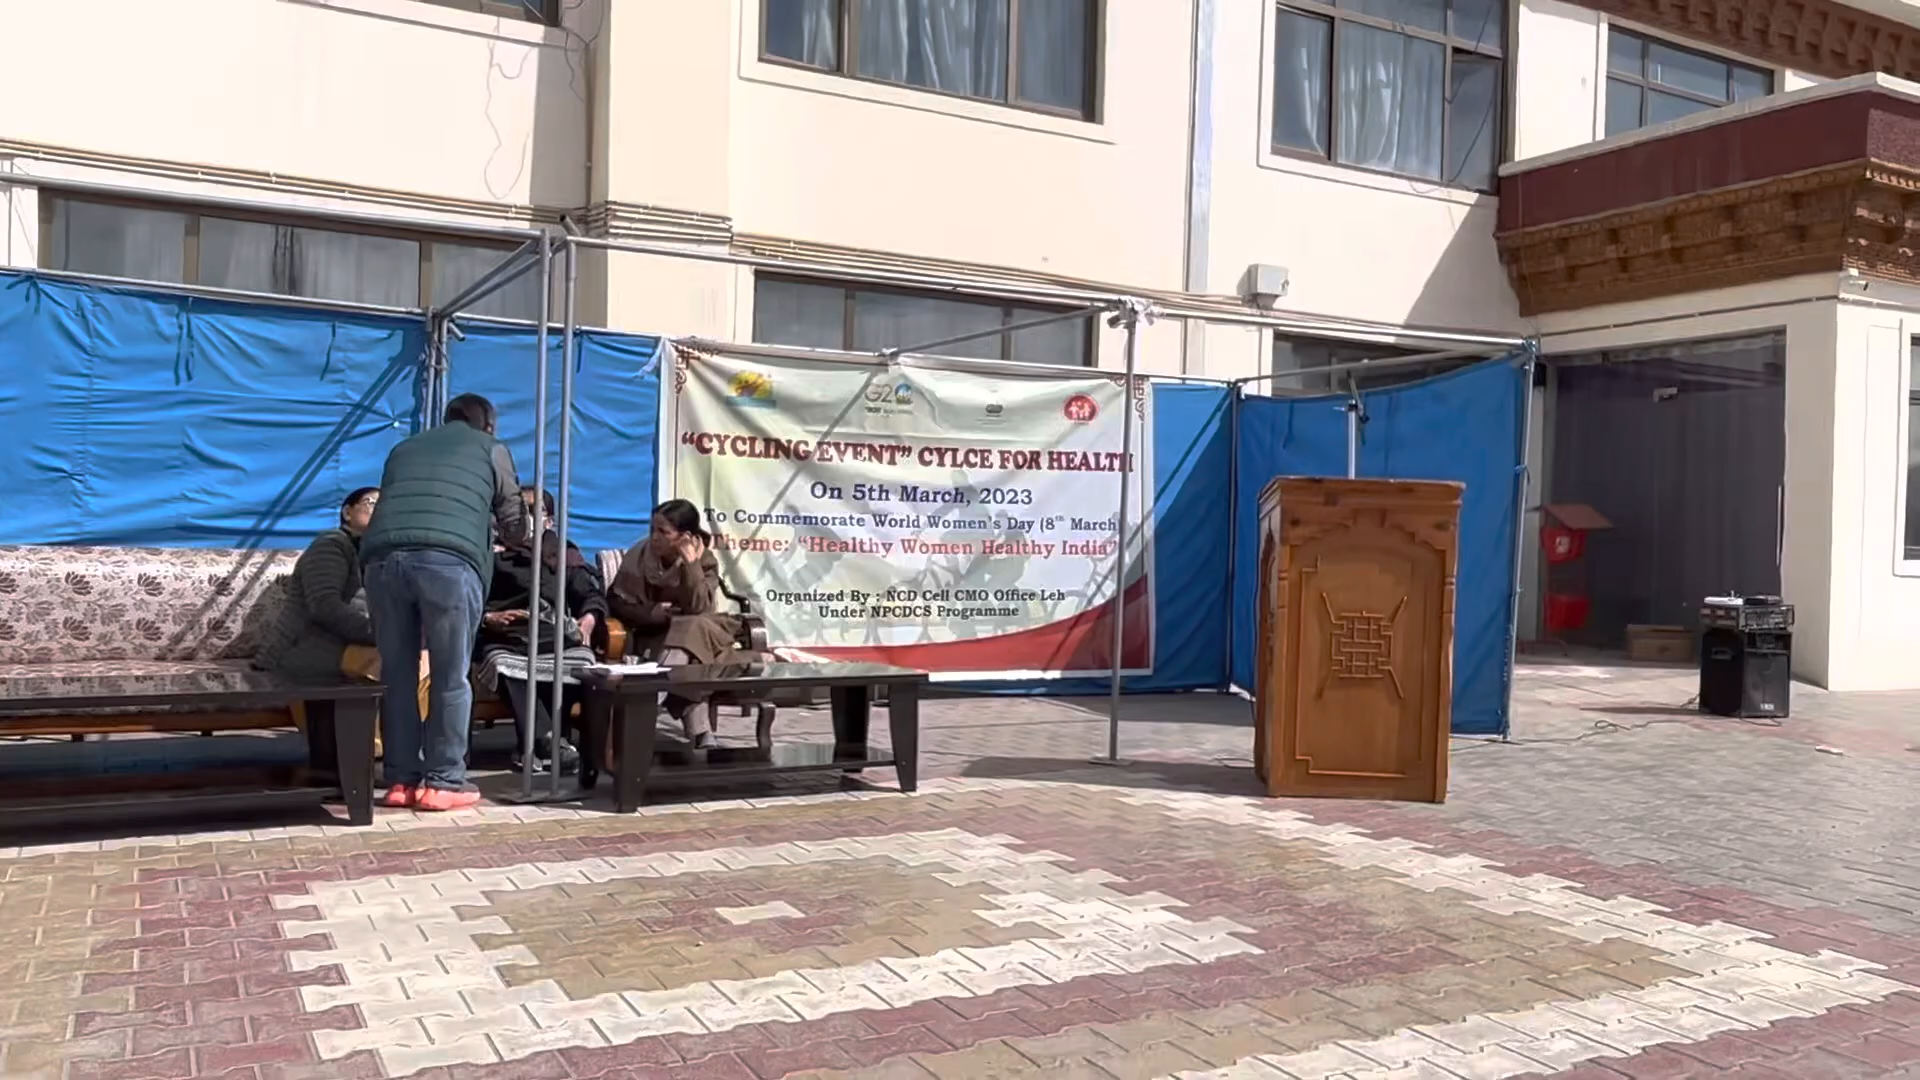 G20
"CYCLING EVENT" CYLCE FOR HEALTH
On 5th March, 2023
To Commemorate World Women's Day (8th March)
Theme: "Healthy Women Healthy India"
Organized By : NCD Cell CMO Office Leh
Under NPCDCS Programme